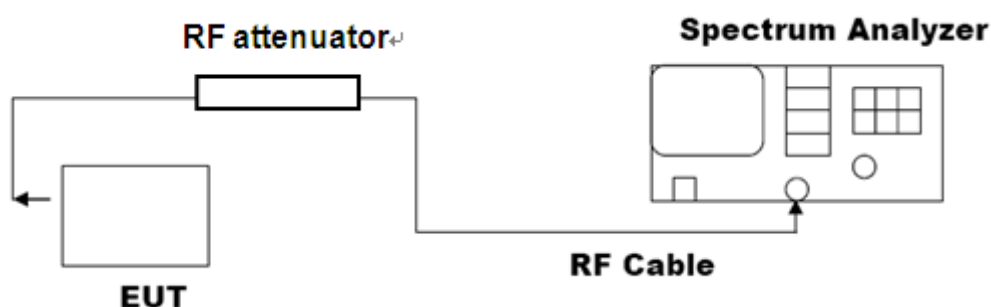 RF attenuator↵
Spectrum Analyzer
RF Cable
EUT